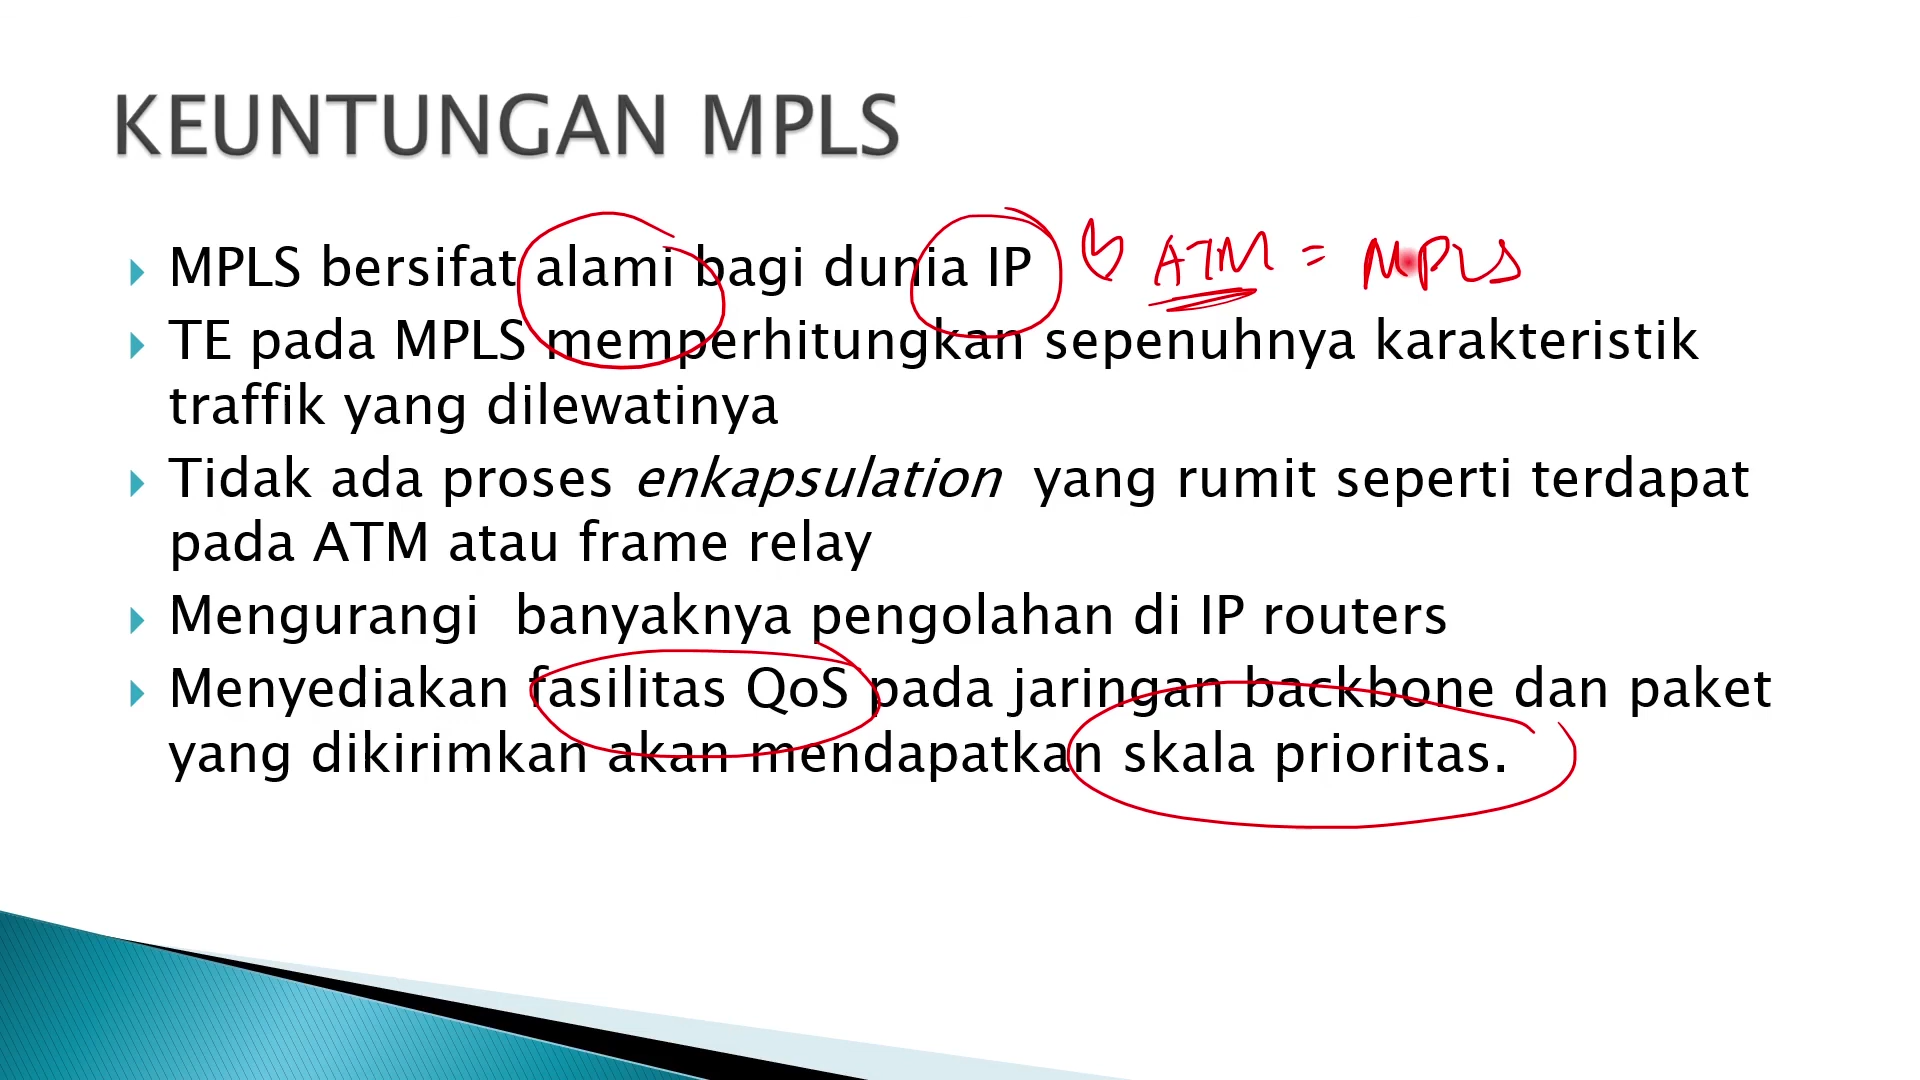 KEUNTUNGAN MPLS
MPLS bersifat alami bagi dunia IP ATM = MPLS
TE pada MPLS memperhitungkan sepenuhnya karakteristik
traffik yang dilewatinya
Tidak ada proses enkapsulation yang rumit seperti terdapat
pada ATM atau frame relay
Mengurangi banyaknya pengolahan di IP routers
Menyediakan fasilitas QoS pada jaringan backbone dan paket
yang dikirimkan akan mendapatkan skala prioritas.